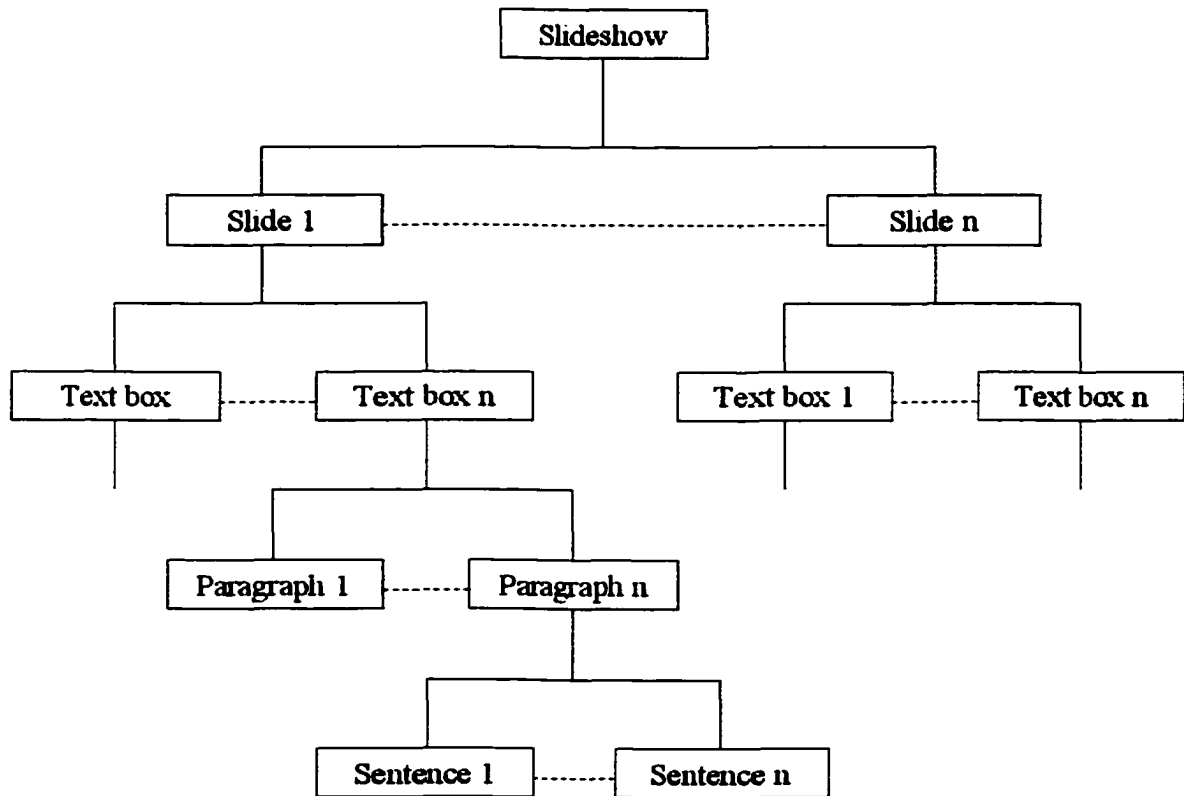 Slideshow
Slide 1
Slide n
Text box
Text box n
Text box 1
Text box n
Paragraph 1
Paragraph n
Sentence 1
Sentence n